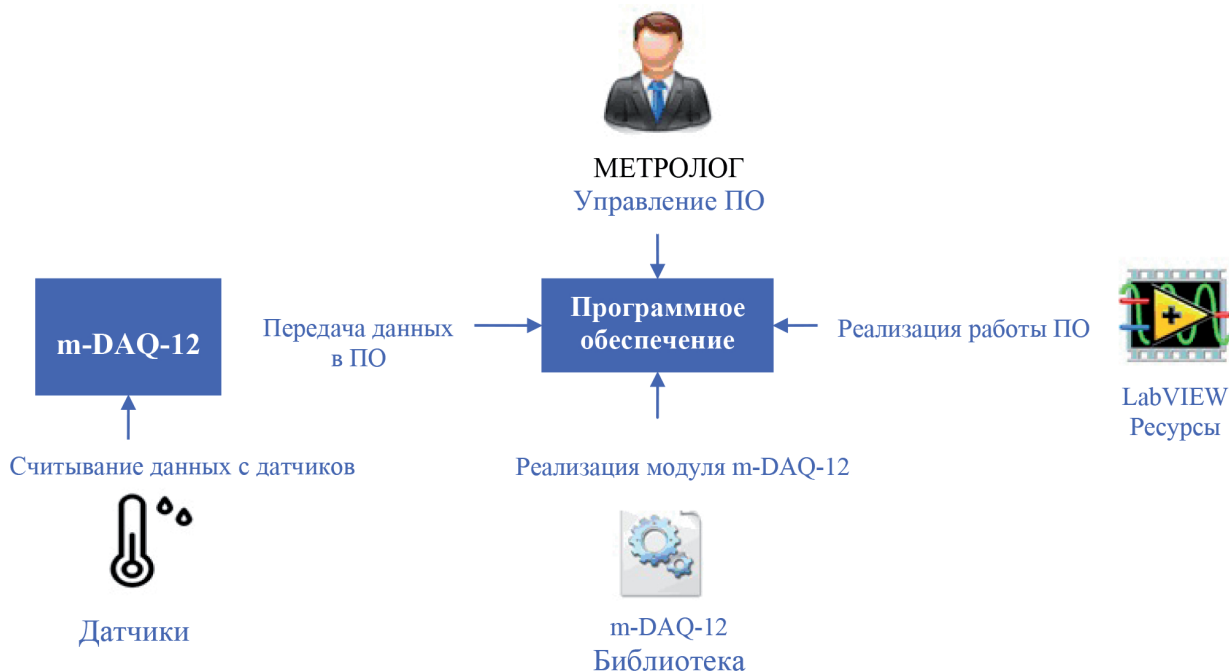 МЕТРОЛОГ
Управление ПО
m-DAQ-12
Передача данных
в ПО
Программное
обеспечение
Реализация работы ПО
LabVIEW
Ресурсы
Считывание данных с датчиков
Датчики
Реализация модуля m-DAQ-12
m-DAQ-12
Библиотека